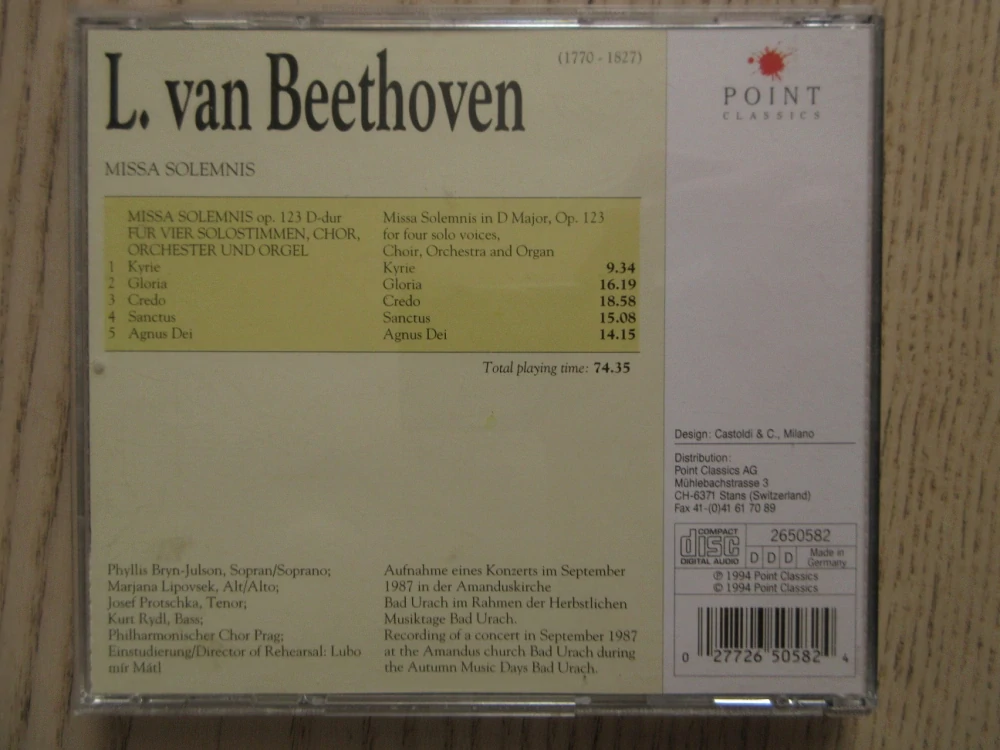 L. van Beethoven
(1770 - 1827)
MISSA SOLEMNIS
MISSA SOLEMNIS op. 123 D-dur
FÜR VIER SOLOSTIMMEN, CHOR,
ORCHESTER UND ORGEL
1 Kyrie
2 Gloria
3 Credo
4 Sanctus
5 Agnus Dei
Missa Solemnis in D Major, Op. 123
for four solo voices,
Choir, Orchestra and Organ
Kyrie 9.34
Gloria 16.19
Credo 18.58
Sanctus 15.08
Agnus Dei 14.15
Total playing time: 74.35
Phyllis Bryn-Julson, Sopran/Soprano;
Marjana Lipovsek, Alt/Alto;
Josef Protschka, Tenor;
Kurt Rydl, Bass;
Philharmonischer Chor Prag;
Einstudierung/Director of Rehearsal: Lubo
mír Mátl
Aufnahme eines Konzerts im September
1987 in der Amanduskirche
Bad Urach im Rahmen der Herbstlichen
Musiktage Bad Urach.
Recording of a concert in September 1987
at the Amandus church Bad Urach during
the Autumn Music Days Bad Urach.
POINT
CLASSICS
Design: Castoldi & C., Milano
Distribution:
Point Classics AG
Mühlebachstrasse 3
CH-6371 Stans (Switzerland)
Fax 41-(0)41 61 70 89
COMPACT
disc
DIGITAL AUDIO
2650582
D D D
Made in
Germany
℗ 1994 Point Classics
© 1994 Point Classics
0 27726 50582 4